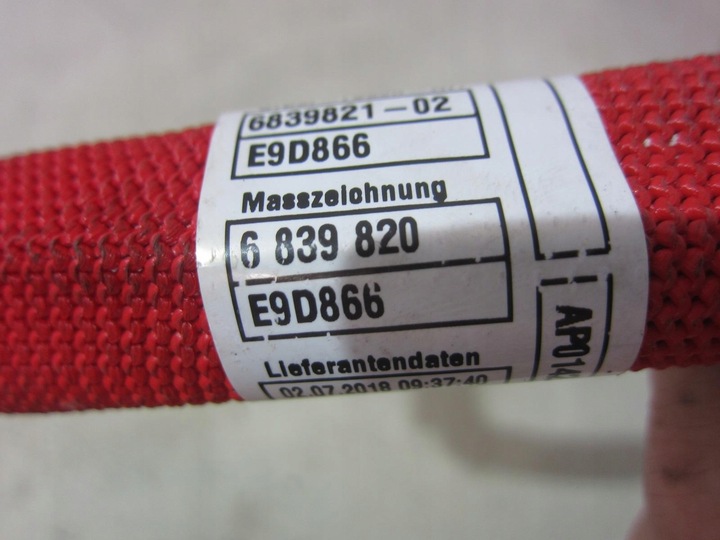 6839821-02
E9D866
Masszeichnung
6 839 820
E9D866
Lieferantendaten
02.07.2018 09:37:40